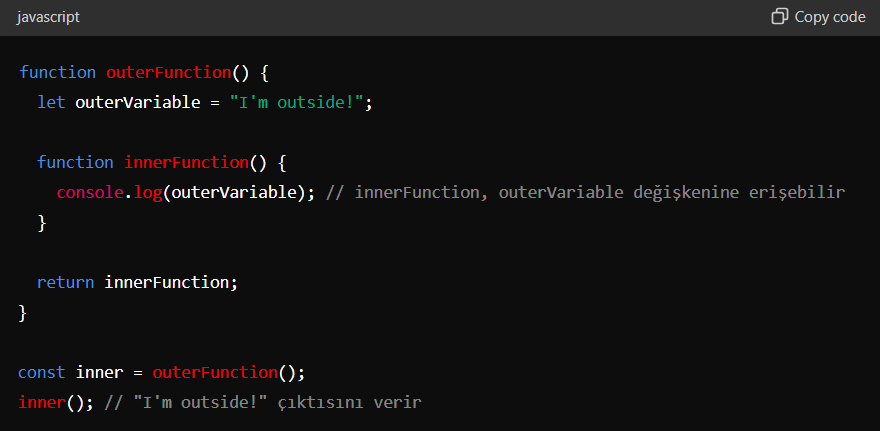 javascript
Copy code
function outerFunction() {
let outerVariable = "I'm outside!";
function innerFunction() {
console.log(outerVariable); // innerFunction, outerVariable değişkenine erişebilir
}
return innerFunction;
}
const inner = outerFunction();
inner(); // "I'm outside!" çıktısını verir